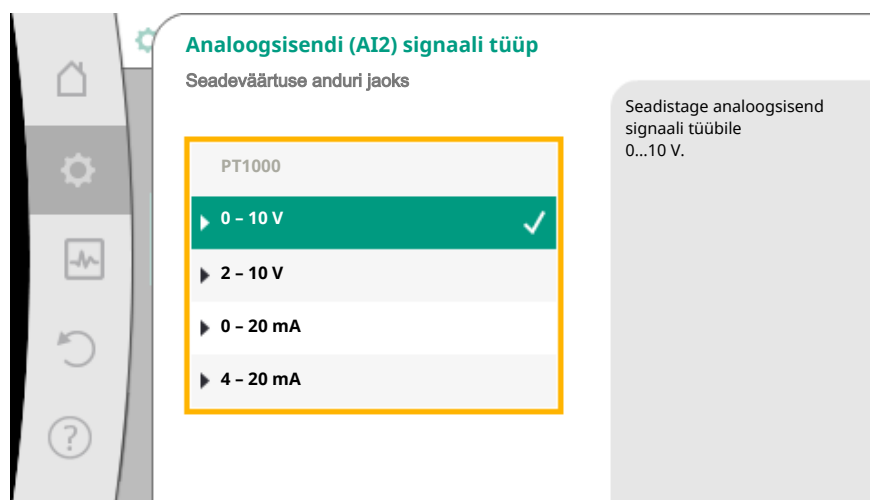 Analoogsisendi (AI2) signaali tüüp
Seadeväärtuse anduri jaoks
PT1000
0 – 10 V
2 – 10 V
0 – 20 mA
4 – 20 mA
Seadistage analoogsisend
signaali tüübile
0...10 V.
?